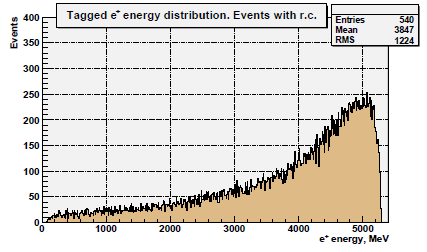 Tagged e⁺ energy distribution. Events with r.c.
Entries 540
Mean 3847
RMS 1224
Events
400
350
300
250
200
150
100
50
0
0 1000 2000 3000 4000 5000
e⁺ energy, MeV